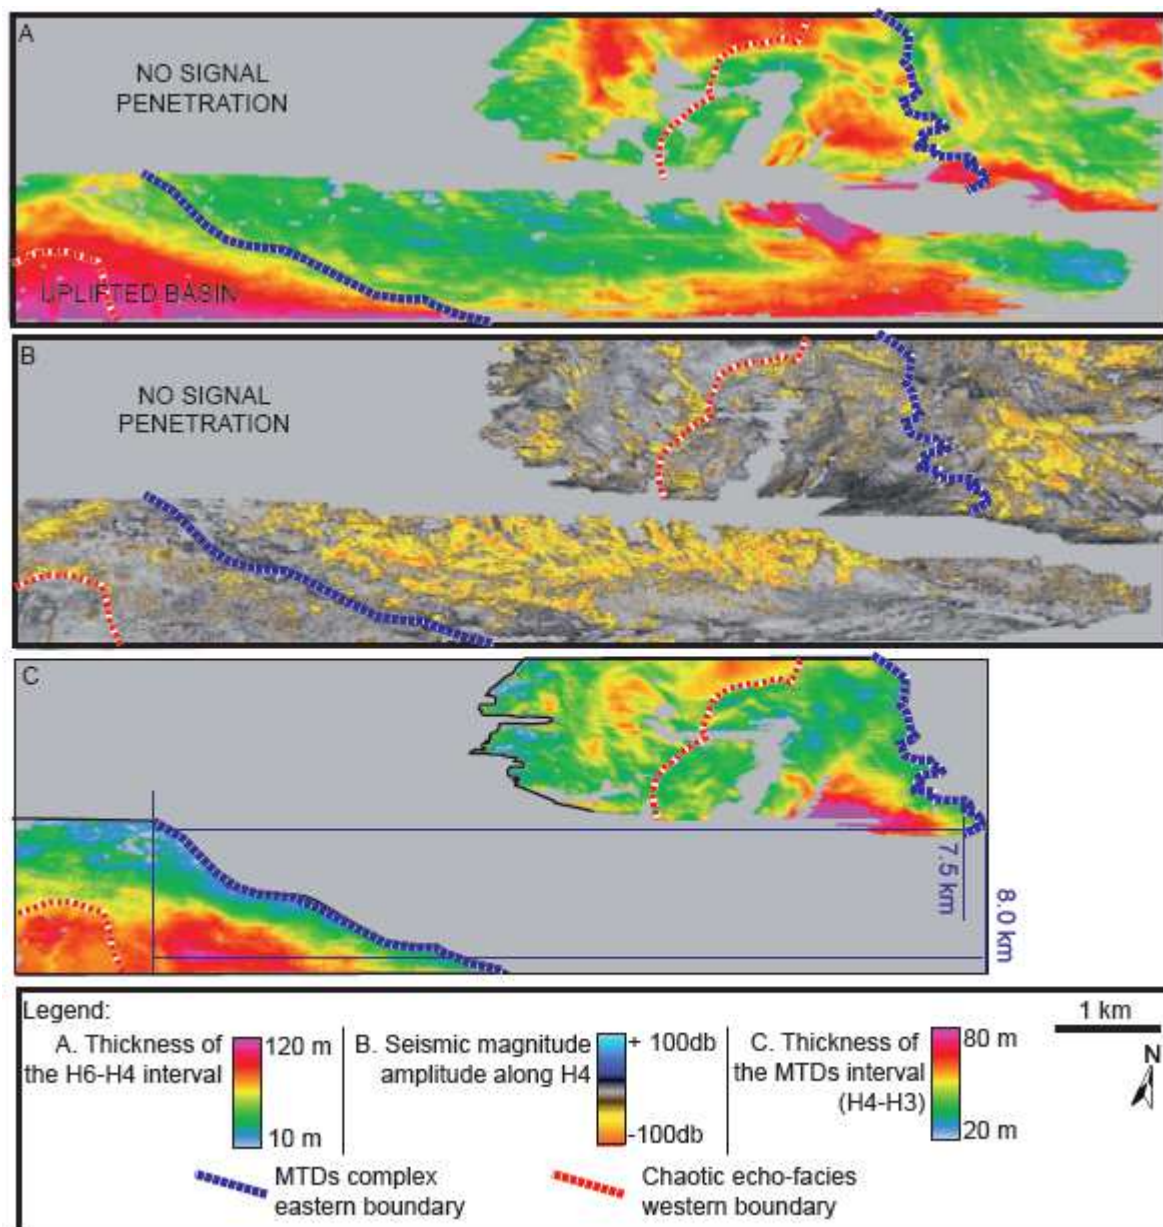 A
NO SIGNAL
PENETRATION
UPLIFTED BASIN
B
NO SIGNAL
PENETRATION
C
7.5 km
8.0 km
Legend:
A. Thickness of
the H6-H4 interval
120 m
10 m
B. Seismic magnitude
amplitude along H4
+ 100db
-100db
C. Thickness of
the MTDs interval
(H4-H3)
80 m
20 m
1 km
N
MTDs complex
eastern boundary
Chaotic echo-facies
western boundary